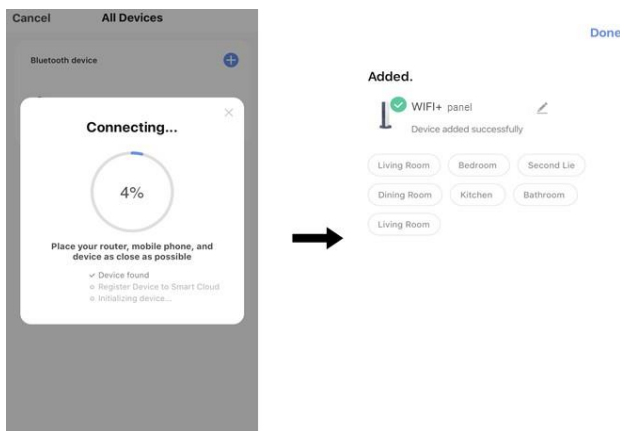 Cancel
All Devices
Bluetooth device
Connecting...
4%
Place your router, mobile phone, and
device as close as possible
Device found
Register Device to Smart Cloud
Initializing device...
Done
Added.
WIFI+ panel
Device added successfully
Living Room
Bedroom
Second Lie
Dining Room
Kitchen
Bathroom
Living Room